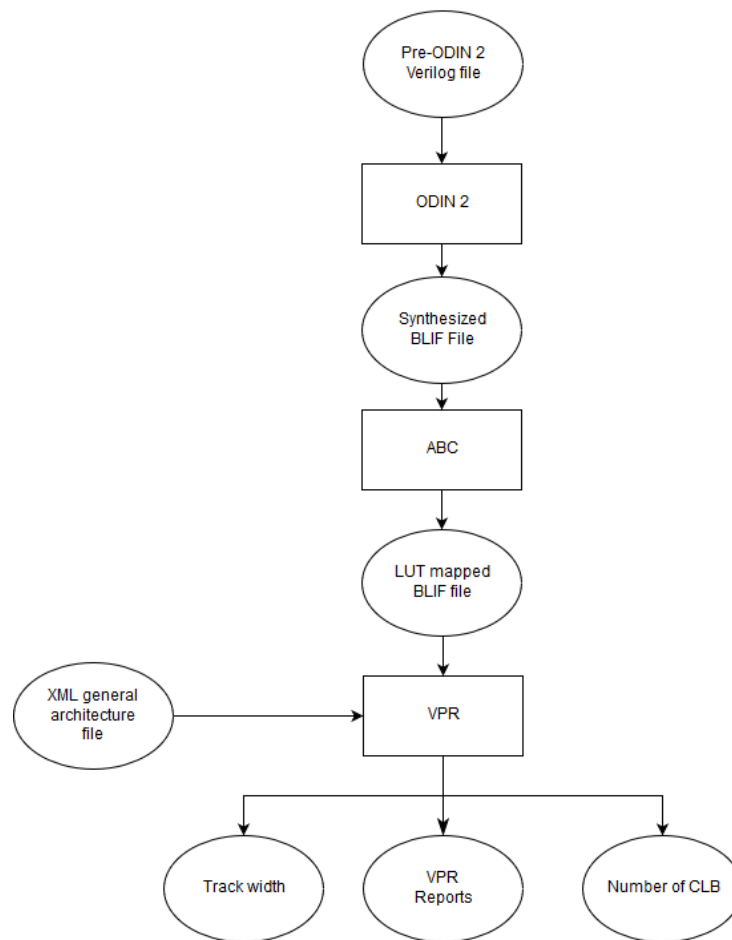 Pre-ODIN 2
Verilog file
ODIN 2
Synthesized
BLIF File
ABC
LUT mapped
BLIF file
XML general
architecture
file
VPR
Track width
VPR
Reports
Number of CLB